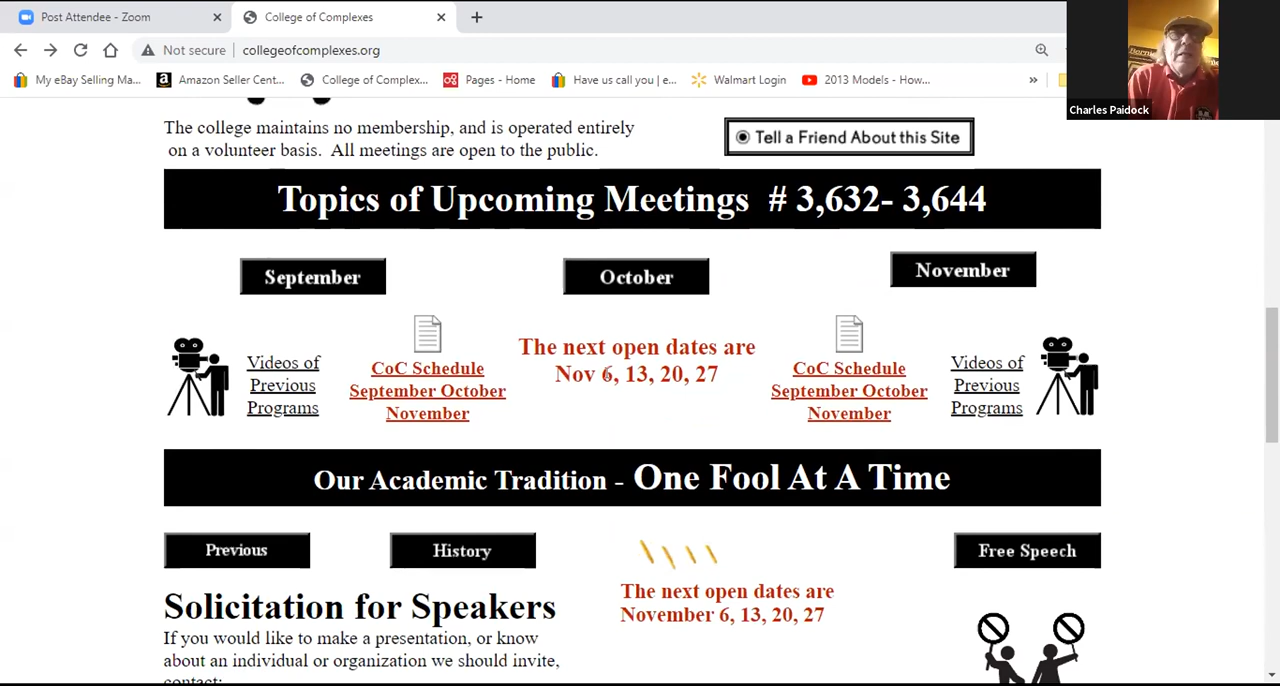 Post Attendee - Zoom
College of Complexes
Not secure
collegeofcomplexes.org
My eBay Selling Ma...
Amazon Seller Cent...
College of Complex...
Pages - Home
Have us call you | e...
Walmart Login
2013 Models - How...
»
Charles Paidock
The college maintains no membership, and is operated entirely
on a volunteer basis. All meetings are open to the public.
Tell a Friend About this Site
Topics of Upcoming Meetings # 3,632- 3,644
September
October
November
Videos of
Previous
Programs
CoC Schedule
September October
November
The next open dates are
Nov 6, 13, 20, 27
CoC Schedule
September October
November
Videos of
Previous
Programs
Our Academic Tradition - One Fool At A Time
Previous
History
Free Speech
Solicitation for Speakers
If you would like to make a presentation, or know
about an individual or organization we should invite,
contact:
The next open dates are
November 6, 13, 20, 27